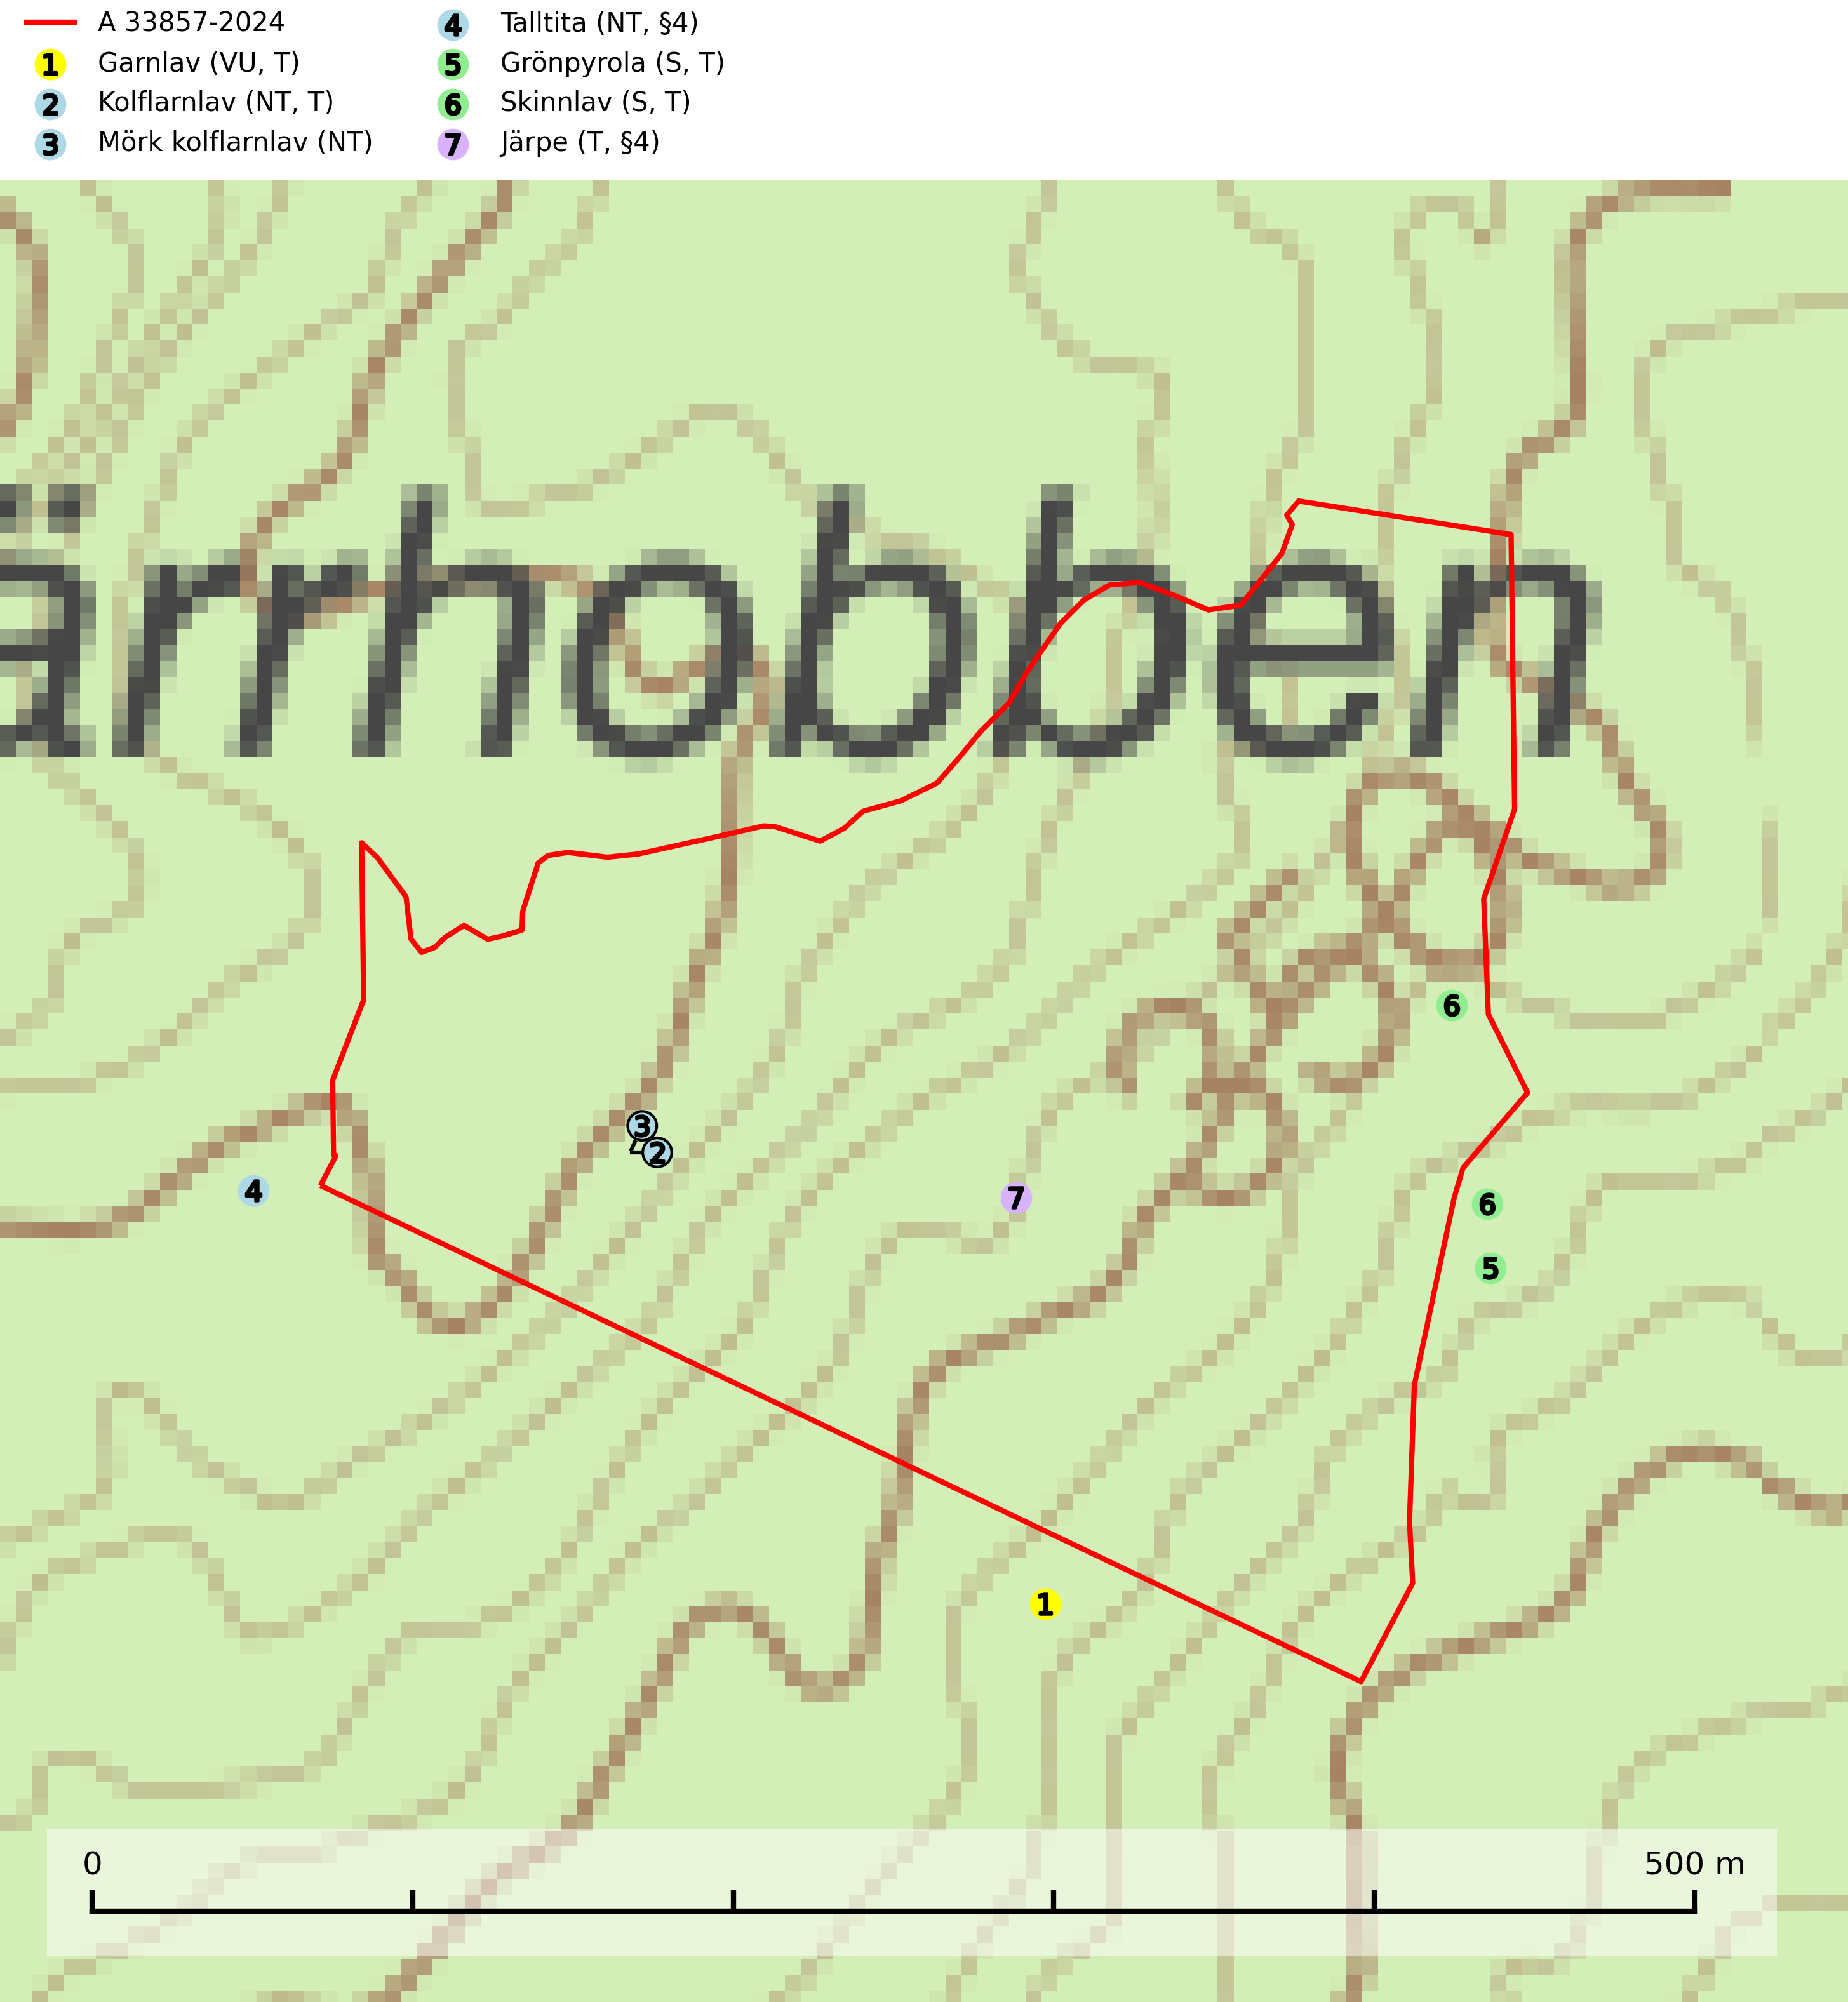 A 33857-2024
1 Garnlav (VU, T)
2 Kolflarnlav (NT, T)
3 Mörk kolflarnlav (NT)
4 Talltita (NT, §4)
5 Grönpyrola (S, T)
6 Skinnlav (S, T)
7 Järpe (T, §4)
arrhobben
6
3
2
4
7
6
5
1
0 500 m